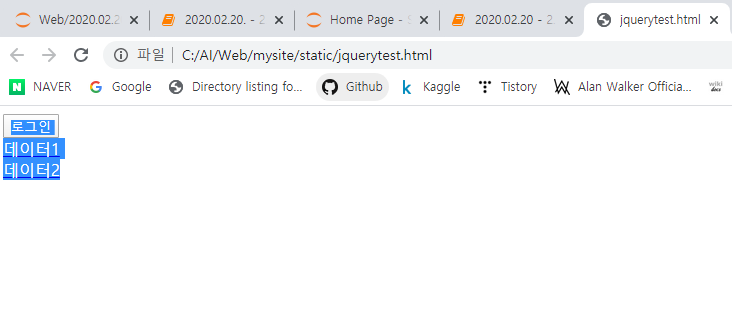 Web/2020.02.2 2020.02.20. - 2 Home Page - S 2020.02.20 - 2. jquerytest.html
파일 C:/AI/Web/mysite/static/jquerytest.html
NAVER Google Directory listing fo... Github Kaggle Tistory Alan Walker Officia... wiki docs
로그인
데이터1
데이터2